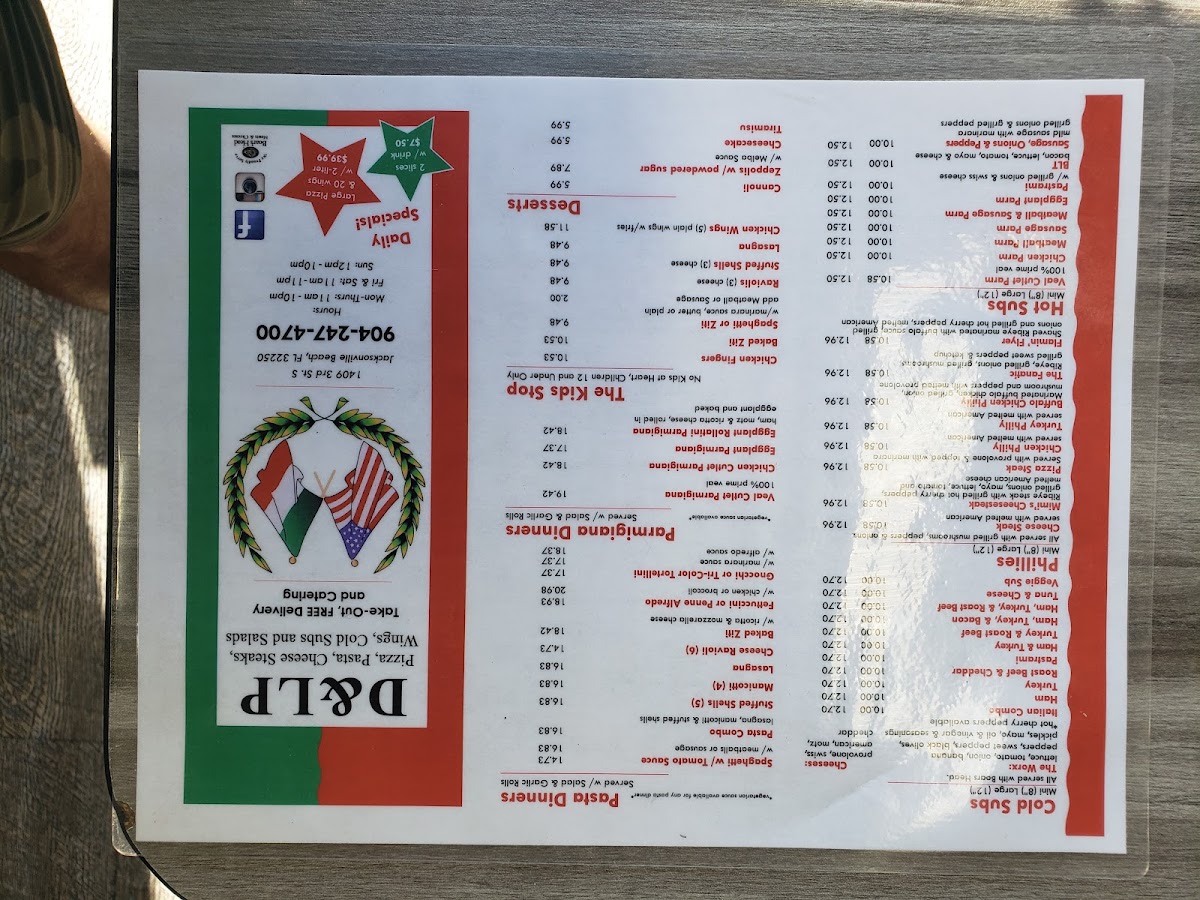 Cold Subs
Mini (8") Large (12")
All served with Boars Head.
The Worx:
lettuce, tomato, onion, banana
peppers, sweet peppers, black olives,
pickles, mayo, oil & vinegar & seasonings
*hot cherry peppers available
Cheeses:
provolone, swiss,
american, motz,
cheddar
Italian Combo 10.00 12.70
Ham 10.00 12.70
Turkey 10.00 12.70
Roast Beef & Cheddar 10.00 12.70
Pastrami 10.00 12.70
Ham & Turkey 10.00 12.70
Turkey & Roast Beef 10.00 12.70
Ham, Turkey, & Bacon 10.00 12.70
Ham, Turkey, & Roast Beef 10.00 12.70
Tuna & Cheese 10.00 12.70
Veggie Sub 10.00 12.70
Phillies
Mini (8") Large (12")
All served with grilled mushroom, peppers & onions.
Cheese Steak 10.58 12.96
served with melted American
Mimi's Cheesesteak 10.58 12.96
Ribeye steak with grilled hot cherry peppers,
grilled onions, mayo, lettuce, tomato and
melted American cheese
Pizza Steak 10.58 12.96
Served with provolone & topped with marinara
Chicken Philly 10.58 12.96
served with melted American
Turkey Philly 10.58 12.96
served with melted American
Buffalo Chicken Philly 10.58 12.96
Marinated buffalo chicken, grilled onion,
mushroom and peppers with melted provolone
The Fanatic 10.58 12.96
Ribeye, grilled onion, grilled mushrooms
grilled sweet peppers & ketchup
Flamin' Flyer 10.58 12.96
Shaved Ribeye marinated with buffalo sauce, grilled
onions and grilled hot cherry peppers, melted American
Hot Subs
Mini (8") Large (12")
Veal Cutlet Parm 10.58 12.50
100% prime veal
Chicken Parm 10.00 12.50
Meatball Parm 10.00 12.50
Sausage Parm 10.00 12.50
Meatball & Sausage Parm 10.00 12.50
Eggplant Parm 10.00 12.50
Pastrami 10.00 12.50
w/ grilled onions & swiss cheese
BLT 10.00 12.50
bacon, lettuce, tomato, mayo & cheese
Sausage, Onions & Peppers 10.00 12.50
mild sausage with marinara
grilled onions & grilled peppers
Pasta Dinners
*vegetarian sauce available for any pasta dinner*
Served w/ Salad & Garlic Rolls
Spaghetti w/ Tomato Sauce 14.73
w/ meatballs or sausage 16.83
Pasta Combo 16.83
lasagna, manicotti & stuffed shells
Stuffed Shells (5) 16.83
Manicotti (4) 16.83
Lasagna 16.83
Cheese Ravioli (6) 14.73
Baked Ziti 18.42
w/ ricotta & mozzarella cheese
Fettuccini or Penne Alfredo 18.93
w/ chicken or broccoli 20.98
Gnocchi or Tri-Color Tortellini 17.37
w/ marinara sauce 17.37
w/ alfredo sauce 18.37
Parmigiana Dinners
*vegetarian sauce available* Served w/ Salad & Garlic Rolls
Veal Cutlet Parmigiana 19.42
100% prime veal
Chicken Cutlet Parmigiana 18.42
Eggplant Parmigiana 17.37
Eggplant Rollatini Parmigiana 18.42
ham, motz & ricotta cheese, rolled in
eggplant and baked
The Kids Stop
No Kids at Heart, Children 12 and Under Only
Chicken Fingers 10.53
Baked Ziti 10.53
Spaghetti or Ziti 9.48
w/marinara sauce, butter or plain
add Meatball or Sausage 2.00
Raviolis (3) cheese 9.48
Stuffed Shells (3) cheese 9.48
Lasagna 9.48
Chicken Wings (5) plain wings w/fries 11.58
Desserts
Cannoli 5.99
Zeppolis w/ powdered sugar 7.89
w/ Melba Sauce
Cheesecake 5.99
Tiramisu 5.99
D&LP
Pizza, Pasta, Cheese Steaks,
Wings, Cold Subs and Salads
Take-Out, FREE Delivery
and Catering
1409 3rd St. S
Jacksonville Beach, FL 32250
904-247-4700
Hours:
Mon-Thurs: 11am -10pm
Fri & Sat: 11am -11pm
Sun: 12pm - 10pm
Daily
Specials!
f
Large Pizza
& 20 wings
w/ 2-liter
$39.99
2 slices
w/ drink
$7.50
We Proudly Serve
Boar's Head
Meats & Cheeses